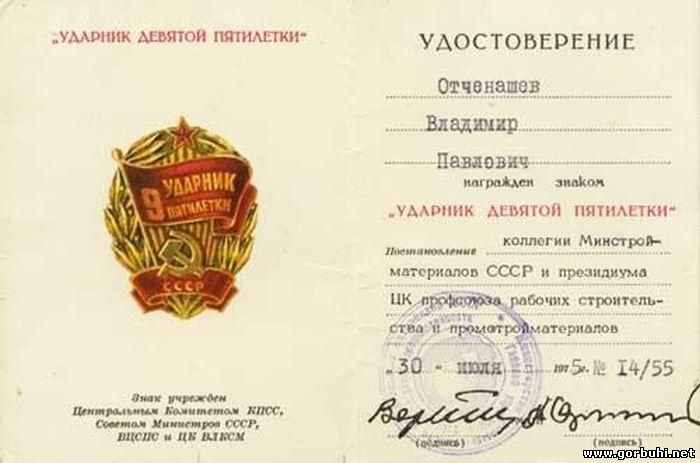 "УДАРНИК ДЕВЯТОЙ ПЯТИЛЕТКИ"
9
УДАРНИК
ПЯТИЛЕТКИ
СССР
Знак учрежден
Центральным Комитетом КПСС,
Советом Министров СССР,
ВЦСПС и ЦК ВЛКСМ
УДОСТОВЕРЕНИЕ
Отченашев
Владимир
Павлович
награжден знаком
„УДАРНИК ДЕВЯТОЙ ПЯТИЛЕТКИ"
Постановление коллегии Минстрой-
материалов СССР и президиума
ЦК профсоюза рабочих строитель-
ства и промстройматериалов
„30 - июля 1975г. № I4/55
(подпись) (подпись)
www.gorbuhi.net